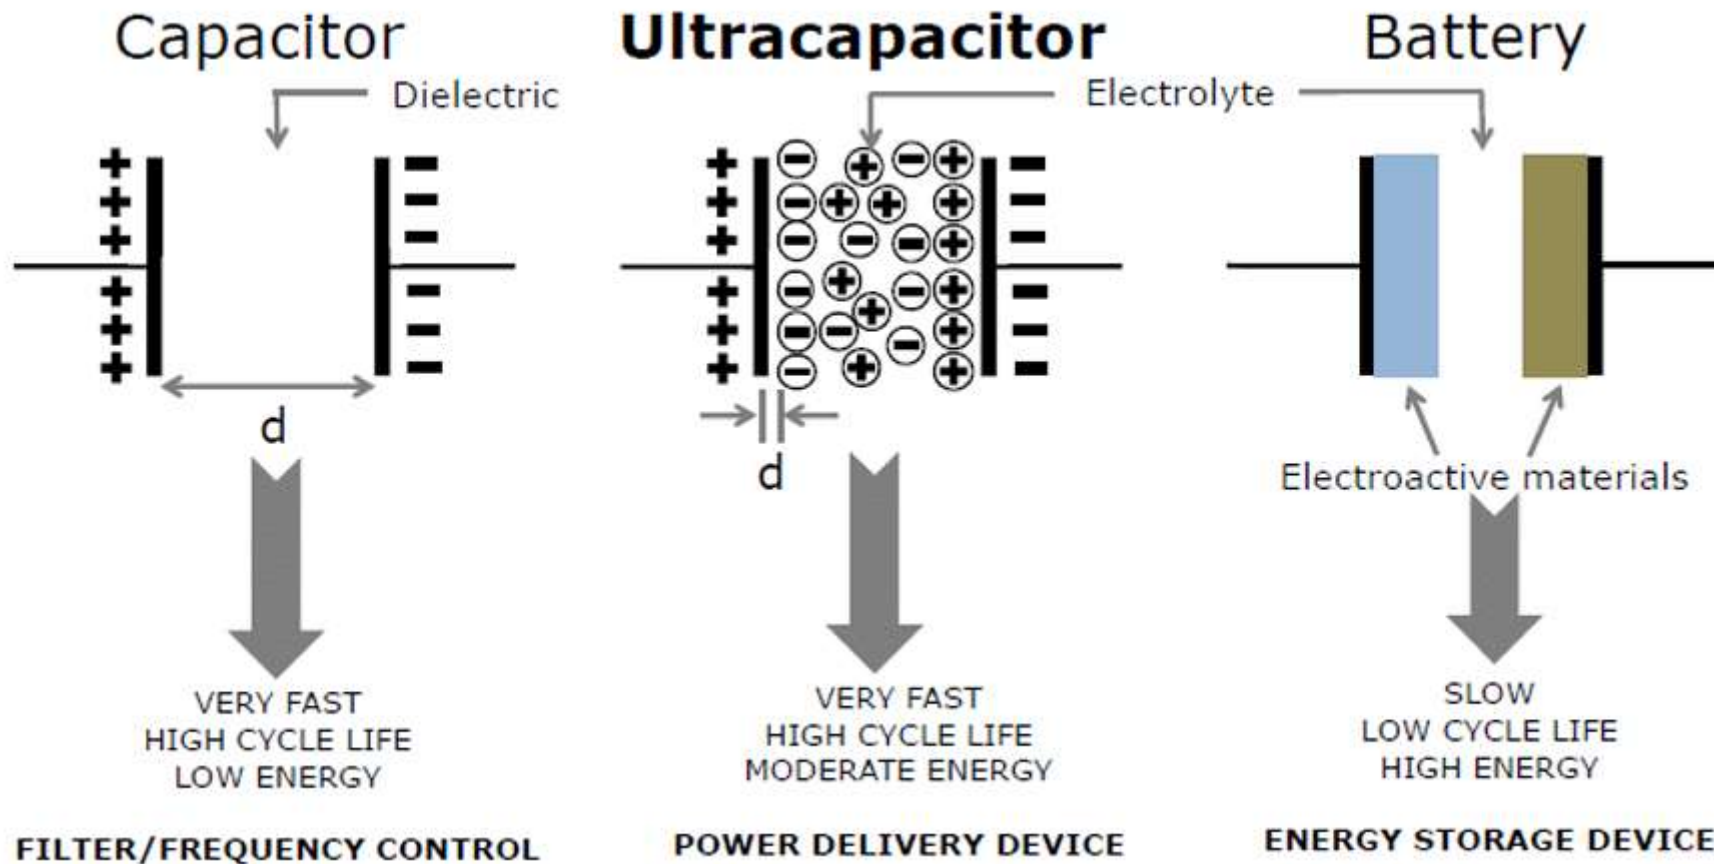 Capacitor
Ultracapacitor
Battery
Dielectric
Electrolyte
d
d
Electroactive materials
VERY FAST
HIGH CYCLE LIFE
LOW ENERGY
VERY FAST
HIGH CYCLE LIFE
MODERATE ENERGY
SLOW
LOW CYCLE LIFE
HIGH ENERGY
FILTER/FREQUENCY CONTROL
POWER DELIVERY DEVICE
ENERGY STORAGE DEVICE